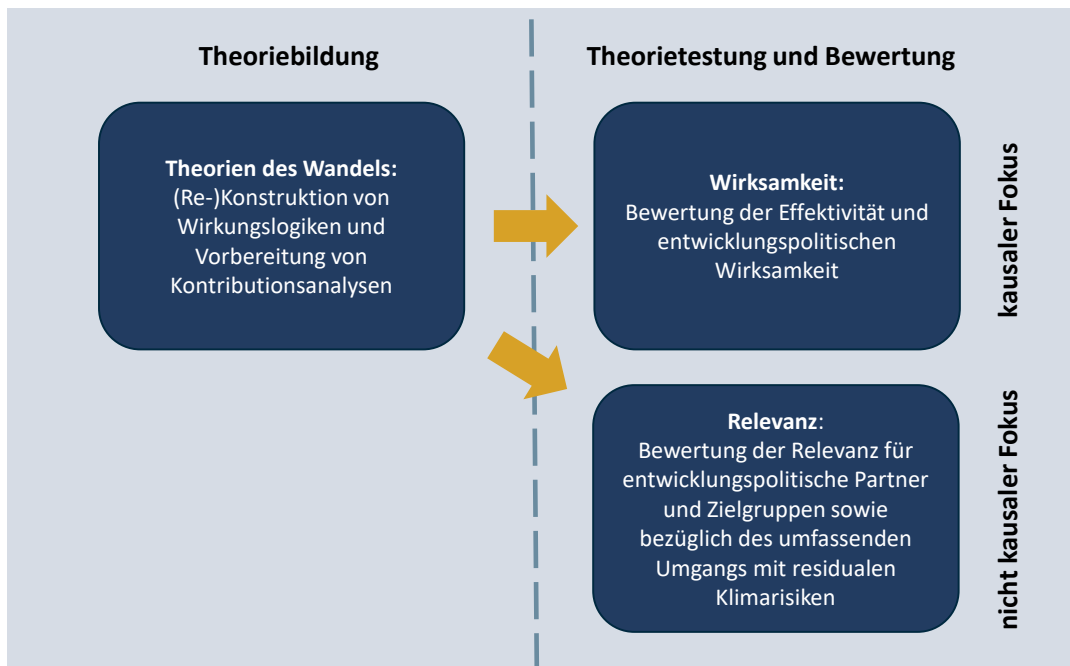 Theoriebildung
Theorietestung und Bewertung
Theorien des Wandels:
(Re-)Konstruktion von
Wirkungslogiken und
Vorbereitung von
Kontributionsanalysen
Wirksamkeit:
Bewertung der Effektivität und
entwicklungspolitischen
Wirksamkeit
kausaler Fokus
Relevanz:
Bewertung der Relevanz für
entwicklungspolitische Partner
und Zielgruppen sowie
bezüglich des umfassenden
Umgangs mit residualen
Klimarisiken
nicht kausaler Fokus